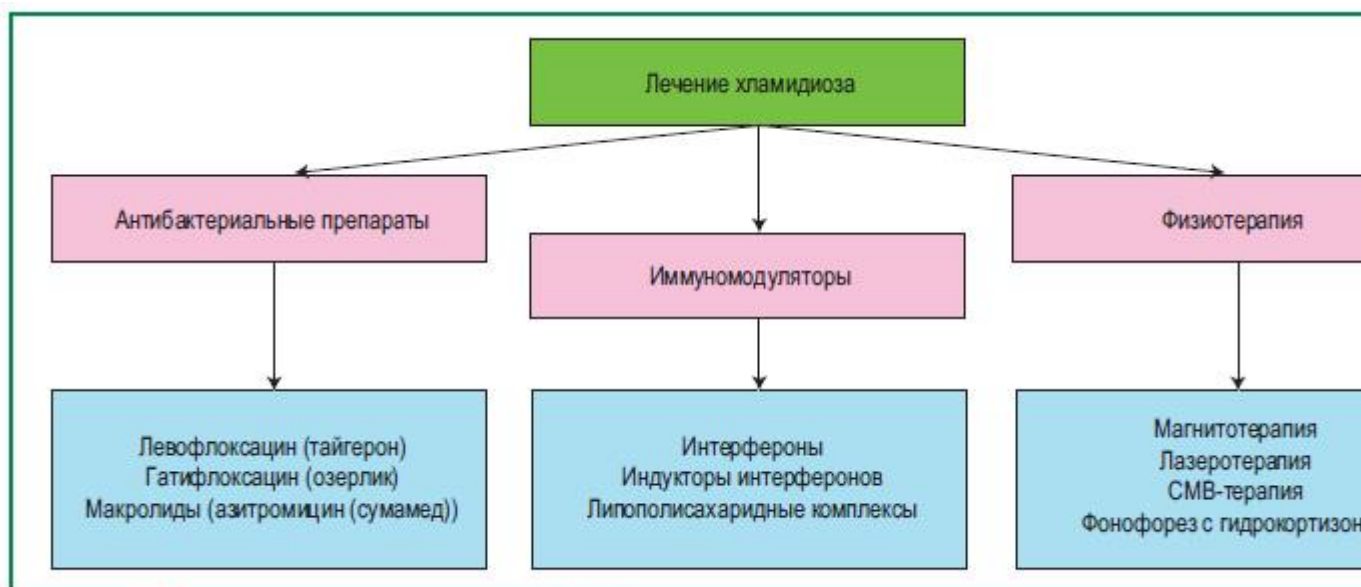 Лечение хламидиоза
Антибактериальные препараты
Иммуномодуляторы
Физиотерапия
Левофлоксацин (тайгерон)
Гатифлоксацин (озерлик)
Макролиды (азитромицин (сумамед))
Интерфероны
Индукторы интерферонов
Липополисахаридные комплексы
Магнитотерапия
Лазеротерапия
СМВ-терапия
Фонофорез с гидрокортизон